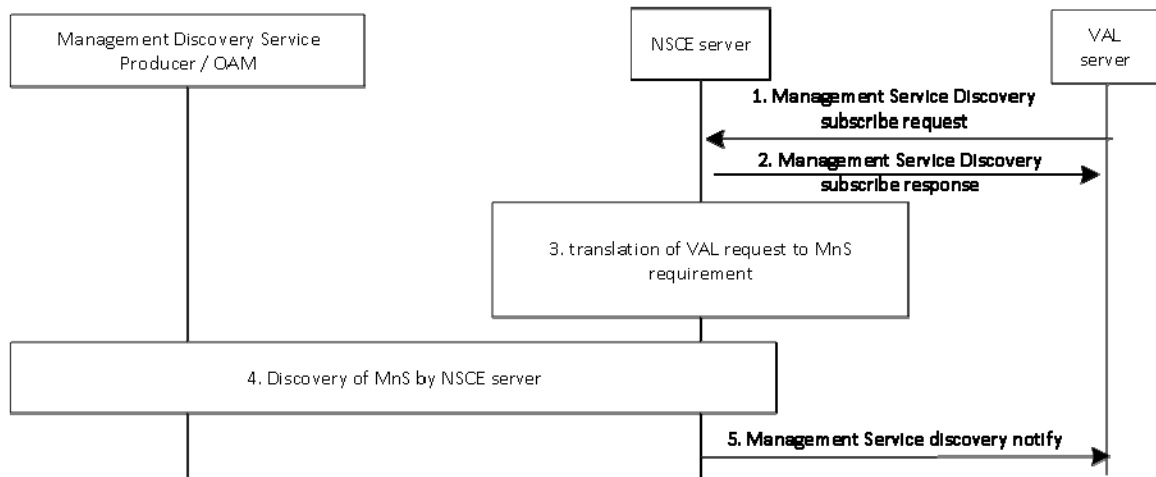 Management Discovery Service
Producer / OAM
NSCE server
VAL
server
1. Management Service Discovery
subscribe request
2. Management Service Discovery
subscribe response
3. translation of VAL request to MnS
requirement
4. Discovery of MnS by NSCE server
5. Management Service discovery notify